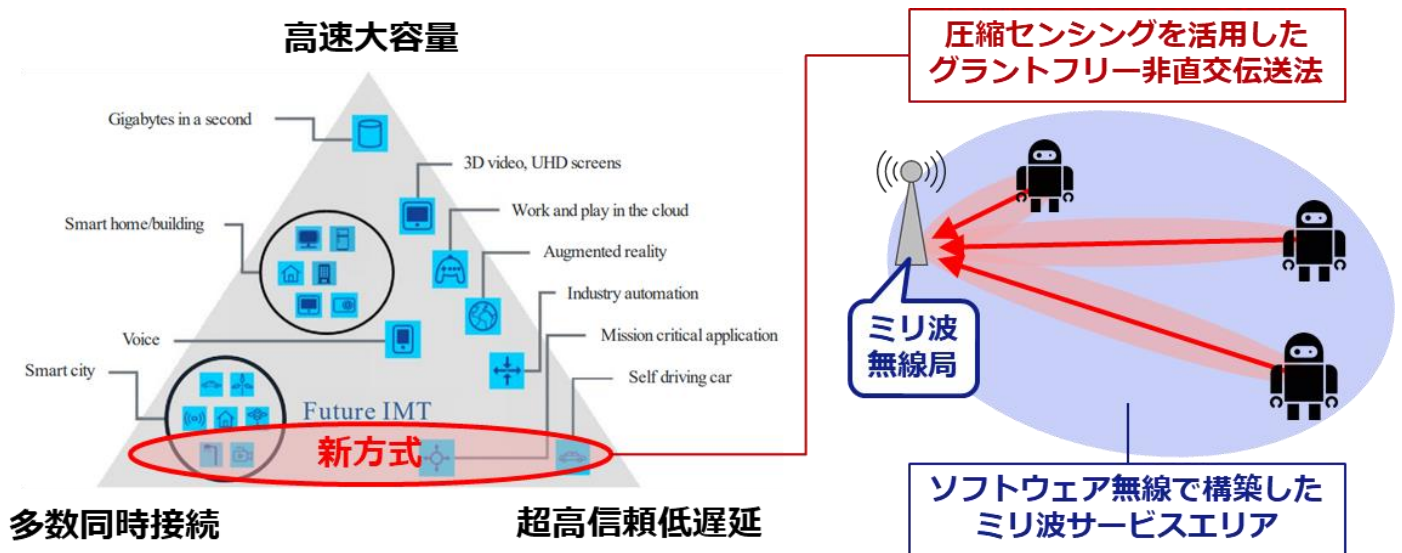 高速大容量
Gigabytes in a second
3D video, UHD screens
Smart home/building
Work and play in the cloud
Augmented reality
Industry automation
Voice
Mission critical application
Smart city
Self driving car
Future IMT
新方式
多数同時接続
超高信頼低遅延
圧縮センシングを活用した
グラントフリー非直交伝送法
ミリ波
無線局
ソフトウェア無線で構築した
ミリ波サービスエリア